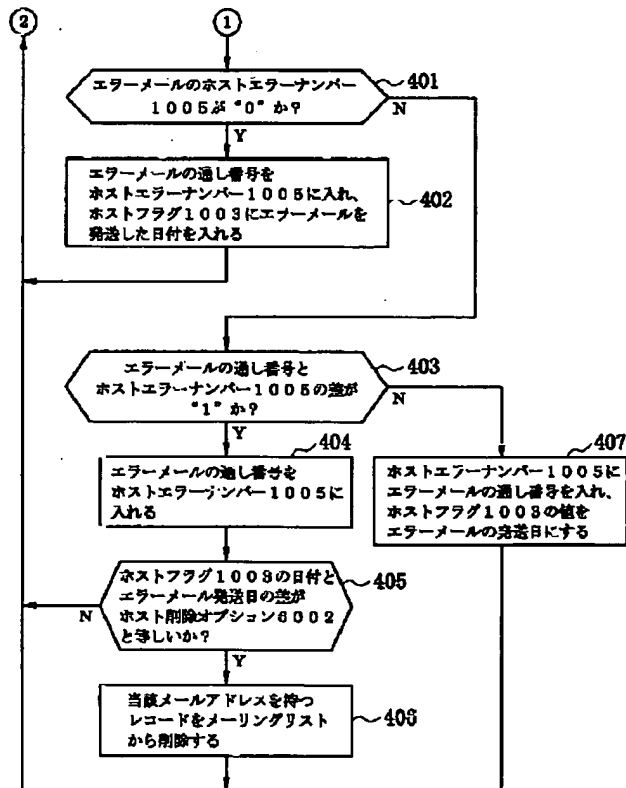 2
1
エラーメールのホストエラーナンバー
1005が“0”か?
401
N
Y
エラーメールの通し番号を
ホストエラーナンバー1005に入れ、
ホストフラグ1003にエラーメールを
発送した日付を入れる
402
エラーメールの通し番号と
ホストエラーナンバー1005の差が
“1”か?
403
N
Y
404
エラーメールの通し番号を
ホストエラーナンバー1005に
入れる
407
ホストエラーナンバー1005に
エラーメールの通し番号を入れ、
ホストフラグ1003の値を
エラーメールの発送日にする
ホストフラグ1003の日付と
エラーメール発送日の差が
ホスト削除オプション6002
と等しいか?
405
N
Y
当該メールアドレスを持つ
レコードをメーリングリスト
から削除する
406